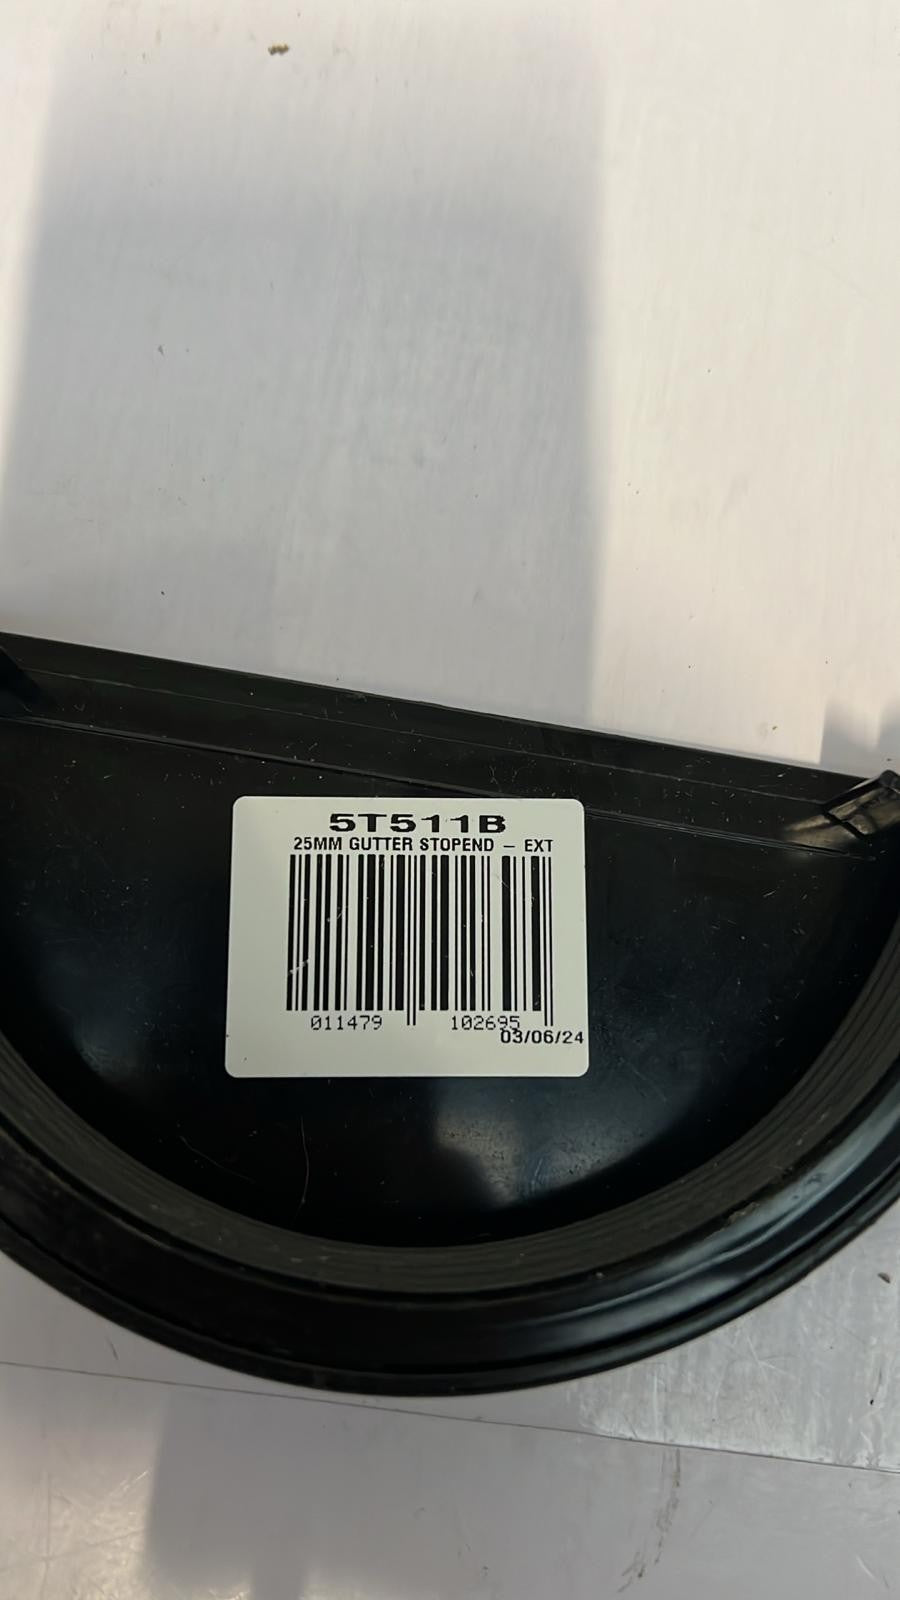 5T511B
25MM GUTTER STOPEND – EXT
011479 102695
03/06/24